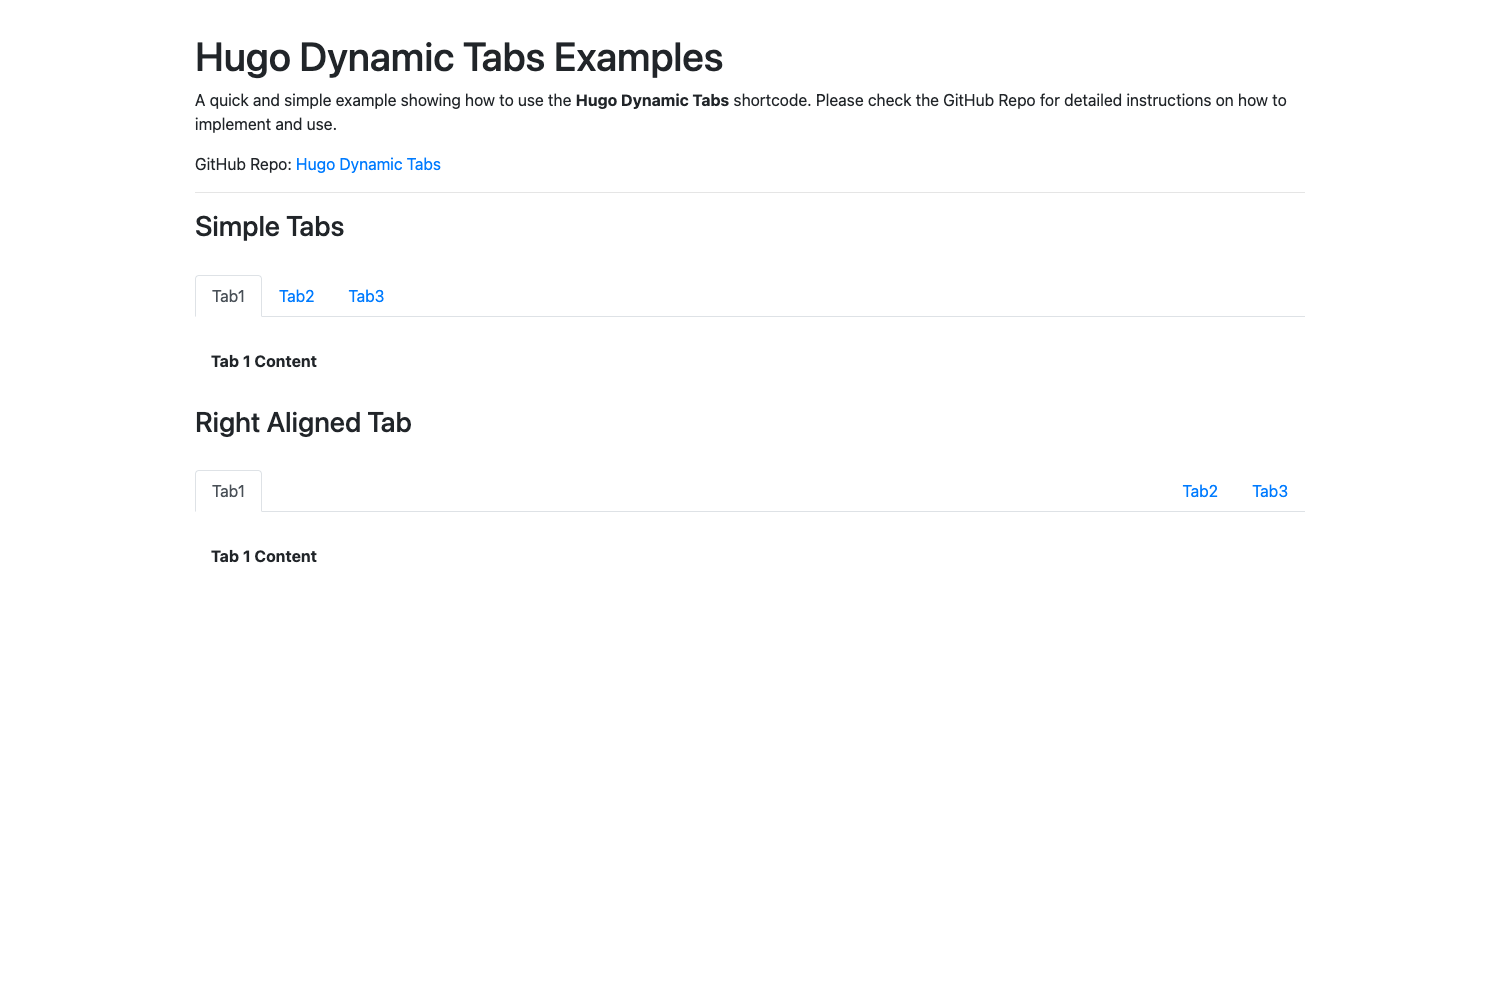 Hugo Dynamic Tabs Examples
A quick and simple example showing how to use the Hugo Dynamic Tabs shortcode. Please check the GitHub Repo for detailed instructions on how to
implement and use.
GitHub Repo: Hugo Dynamic Tabs
Simple Tabs
Tab1 Tab2 Tab3
Tab 1 Content
Right Aligned Tab
Tab1 Tab2 Tab3
Tab 1 Content